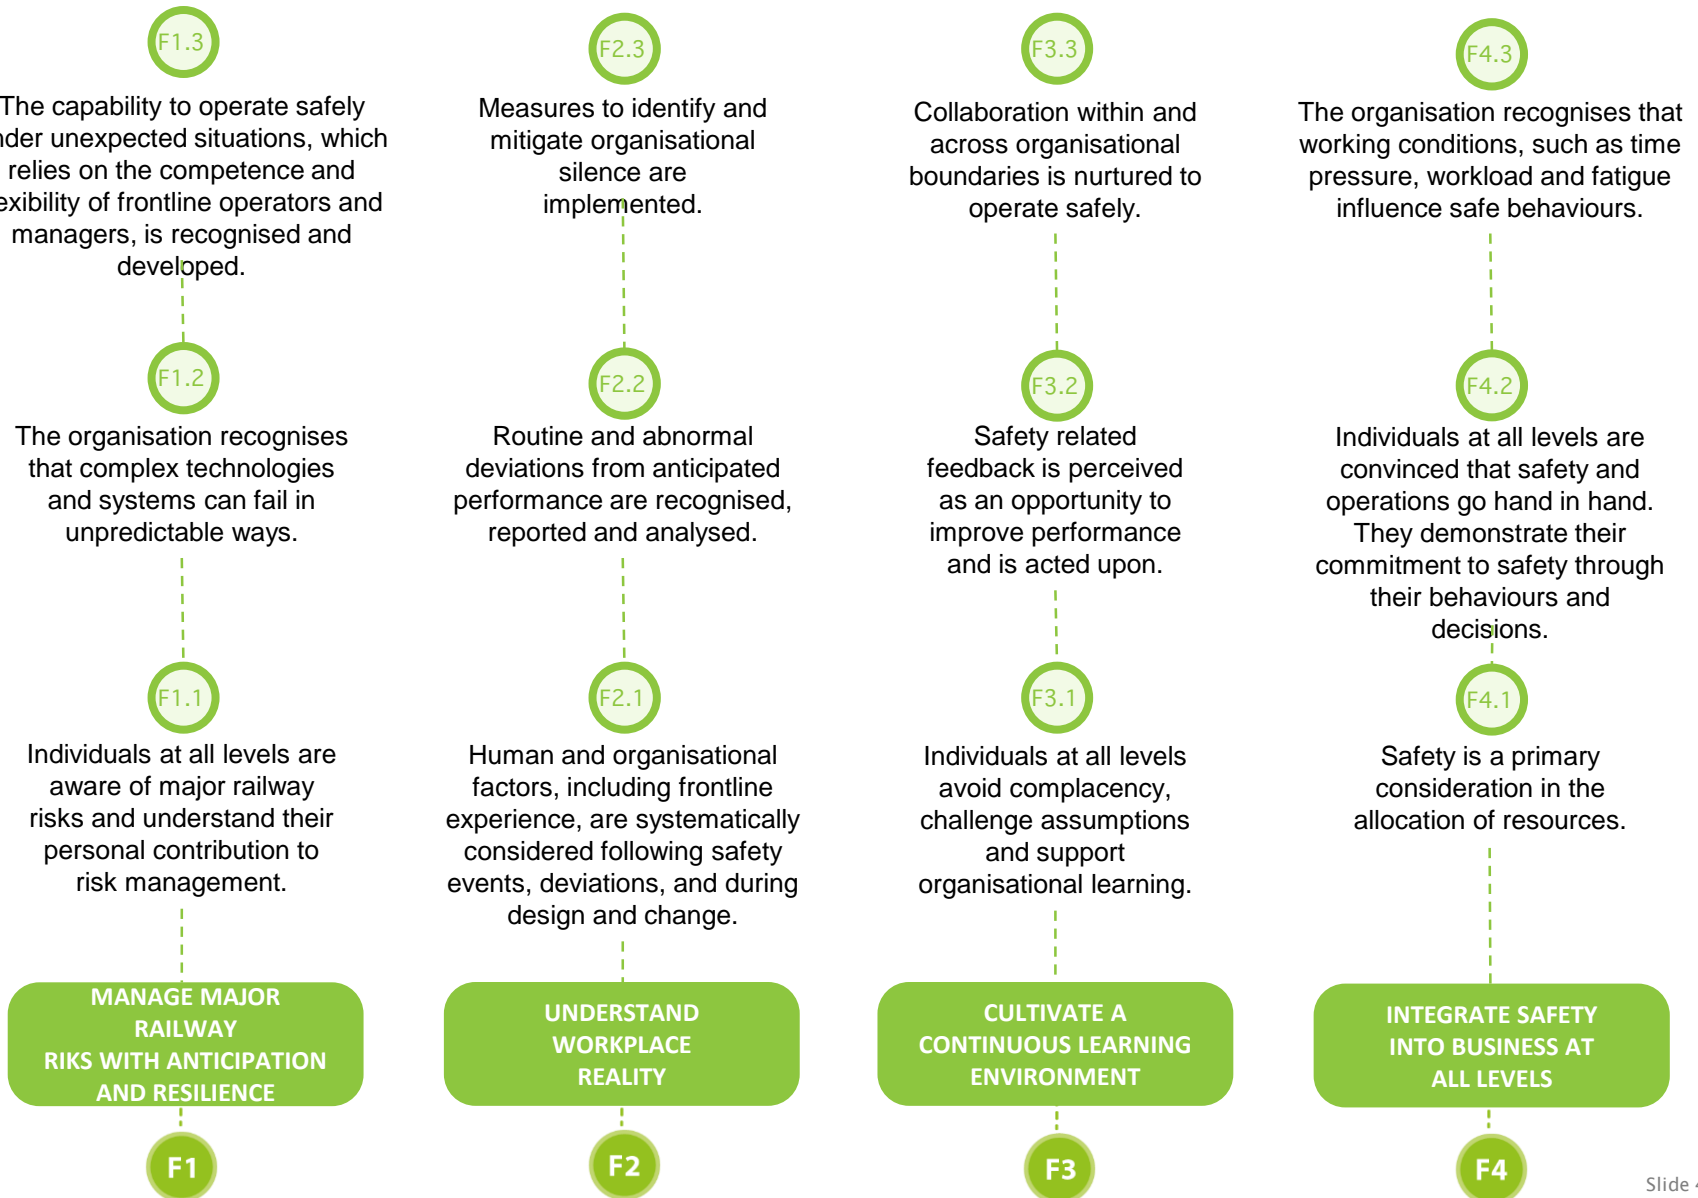 F1.3
The capability to operate safely
under unexpected situations, which
relies on the competence and
flexibility of frontline operators and
managers, is recognised and
developed.
F1.2
The organisation recognises
that complex technologies
and systems can fail in
unpredictable ways.
F1.1
Individuals at all levels are
aware of major railway
risks and understand their
personal contribution to
risk management.
MANAGE MAJOR
RAILWAY
RIKS WITH ANTICIPATION
AND RESILIENCE
F1
F2.3
Measures to identify and
mitigate organisational
silence are
implemented.
F2.2
Routine and abnormal
deviations from anticipated
performance are recognised,
reported and analysed.
F2.1
Human and organisational
factors, including frontline
experience, are systematically
considered following safety
events, deviations, and during
design and change.
UNDERSTAND
WORKPLACE
REALITY
F2
F3.3
Collaboration within and
across organisational
boundaries is nurtured to
operate safely.
F3.2
Safety related
feedback is perceived
as an opportunity to
improve performance
and is acted upon.
F3.1
Individuals at all levels
avoid complacency,
challenge assumptions
and support
organisational learning.
CULTIVATE A
CONTINUOUS LEARNING
ENVIRONMENT
F3
F4.3
The organisation recognises that
working conditions, such as time
pressure, workload and fatigue
influence safe behaviours.
F4.2
Individuals at all levels are
convinced that safety and
operations go hand in hand.
They demonstrate their
commitment to safety through
their behaviours and
decisions.
F4.1
Safety is a primary
consideration in the
allocation of resources.
INTEGRATE SAFETY
INTO BUSINESS AT
ALL LEVELS
F4
Slide